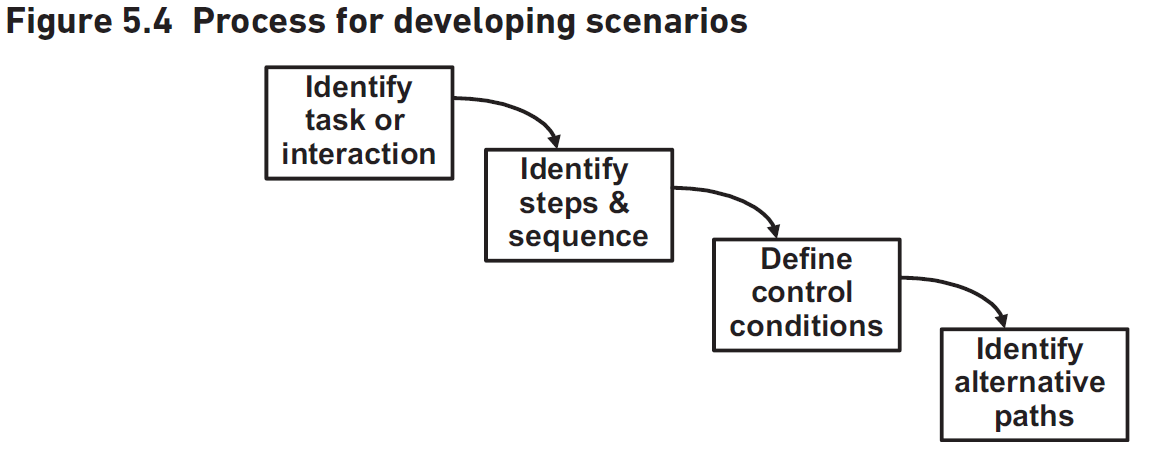 Figure 5.4 Process for developing scenarios
Identify
task or
interaction
Identify
steps &
sequence
Define
control
conditions
Identify
alternative
paths